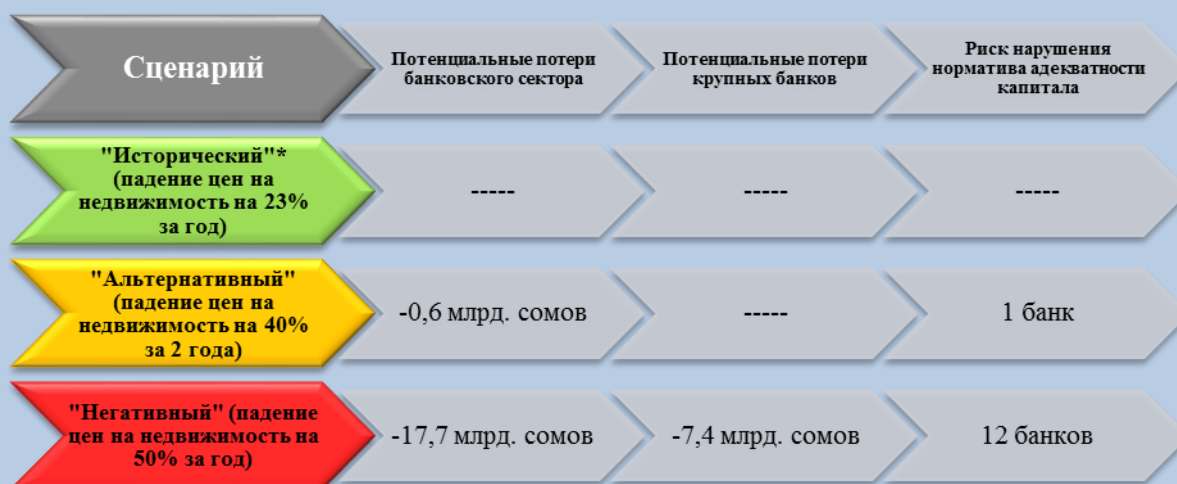 Сценарий
Потенциальные потери
банковского сектора
Потенциальные потери
крупных банков
Риск нарушения
норматива адекватности
капитала
"Исторический"*
(падение цен на
недвижимость на 23%
за год)
-----
-----
-----
"Альтернативный"
(падение цен на
недвижимость на 40%
за 2 года)
-0,6 млрд. сомов
-----
1 банк
"Негативный" (падение
цен на недвижимость на
50% за год)
-17,7 млрд. сомов
-7,4 млрд. сомов
12 банков